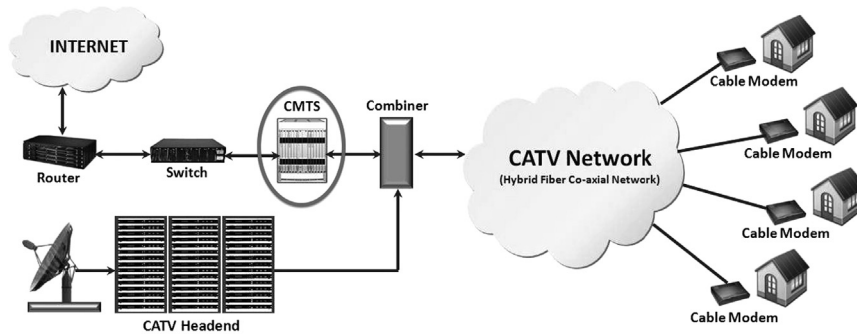 INTERNET
CMTS
Combiner
Router
Switch
CATV Headend
CATV Network
(Hybrid Fiber Co-axial Network)
Cable Modem
Cable Modem
Cable Modem
Cable Modem